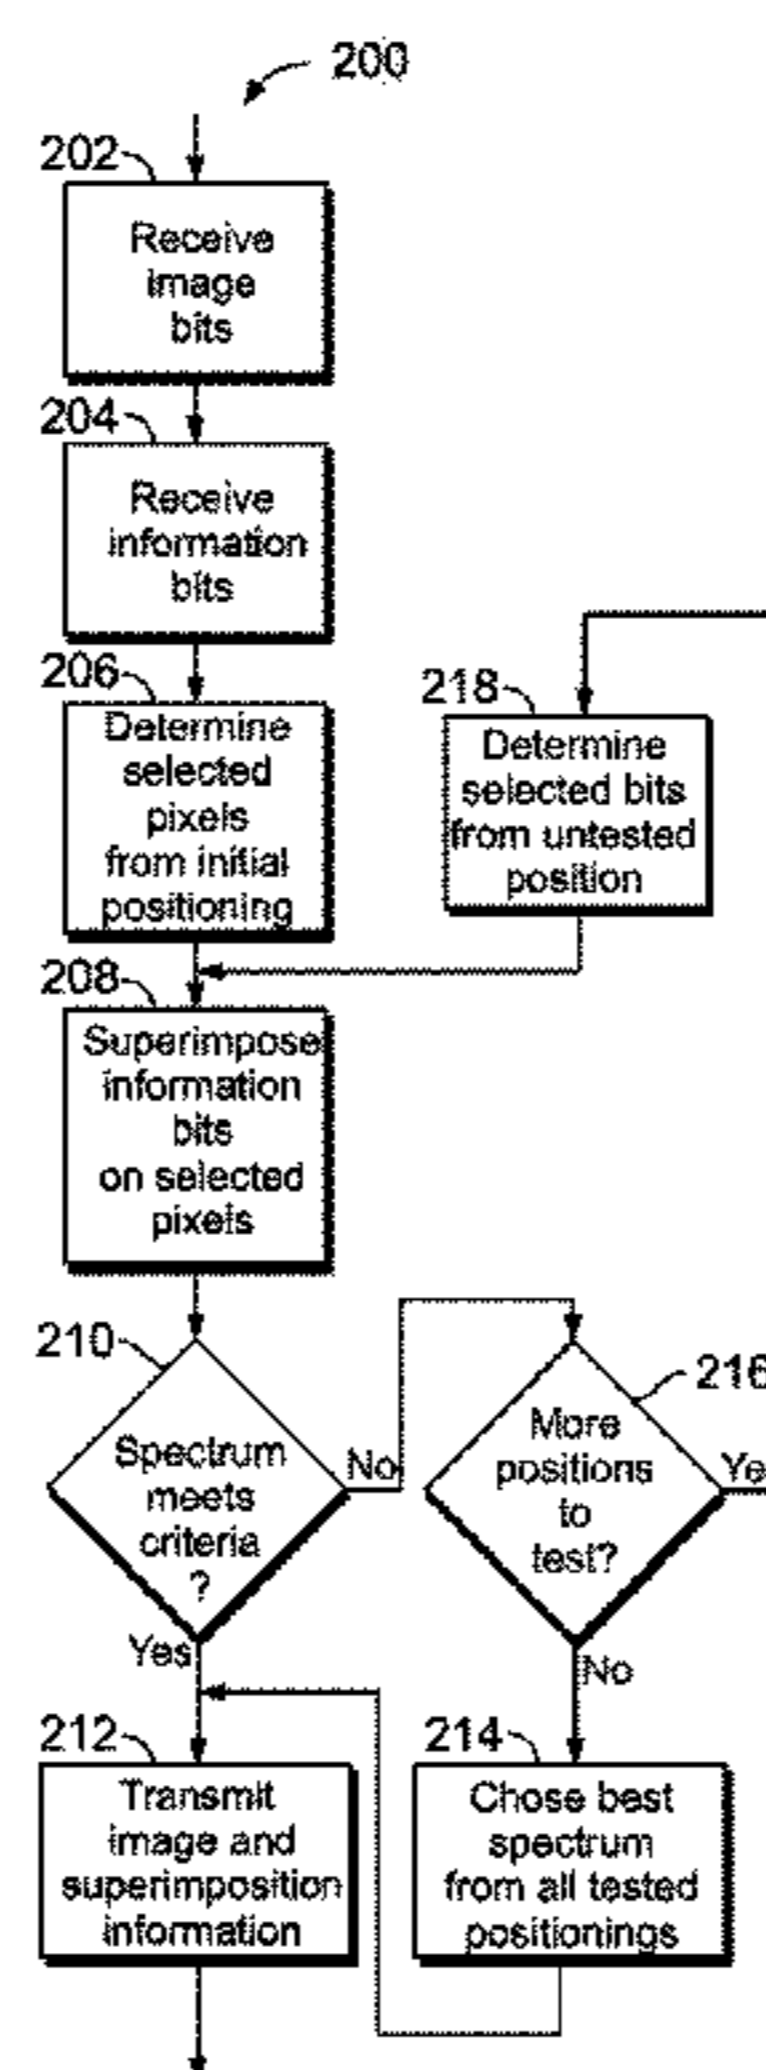 200
202
Receive
image
bits
204
Receive
information
bits
206
Determine
selected
pixels
from initial
positioning
218
Determine
selected bits
from untested
position
208
Superimpose
information
bits
on selected
pixels
210
Spectrum
meets
criteria
?
No
Yes
216
More
positions
to
test?
Ye
No
212
Transmit
image and
superimposition
information
214
Chose best
spectrum
from all tested
positionings